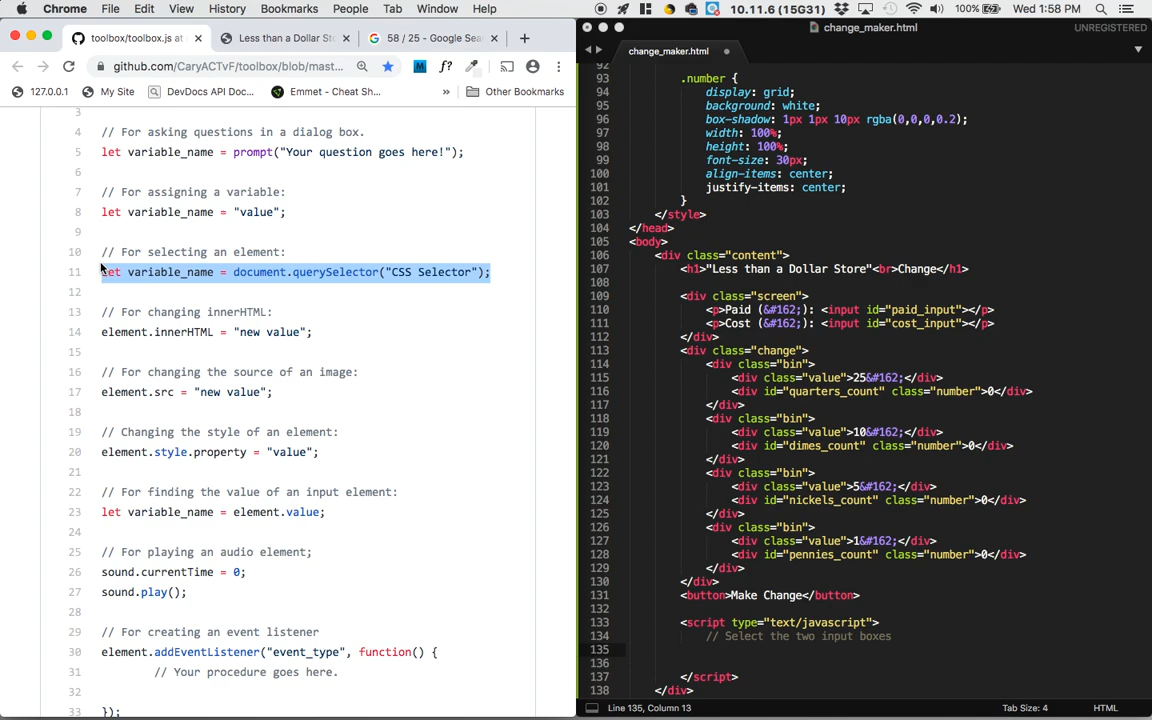 Chrome File Edit View History Bookmarks People Tab Window Help 10.11.6 (15G31) 100% Wed 1:58 PM
toolbox/toolbox.js at Less than a Dollar Sto 58 / 25 - Google Sea
github.com/CaryACTvF/toolbox/blob/mast...
127.0.0.1 My Site DevDocs API Doc... Emmet - Cheat Sh... » Other Bookmarks
3
4 // For asking questions in a dialog box.
5 let variable_name = prompt("Your question goes here!");
6
7 // For assigning a variable:
8 let variable_name = "value";
9
10 // For selecting an element:
11 let variable_name = document.querySelector("CSS Selector");
12
13 // For changing innerHTML:
14 element.innerHTML = "new value";
15
16 // For changing the source of an image:
17 element.src = "new value";
18
19 // Changing the style of an element:
20 element.style.property = "value";
21
22 // For finding the value of an input element:
23 let variable_name = element.value;
24
25 // For playing an audio element;
26 sound.currentTime = 0;
27 sound.play();
28
29 // For creating an event listener
30 element.addEventListener("event_type", function() {
31 // Your procedure goes here.
32
33 });
change_maker.html UNREGISTERED
change_maker.html
92
93 .number {
94 display: grid;
95 background: white;
96 box-shadow: 1px 1px 10px rgba(0,0,0,0.2);
97 width: 100%;
98 height: 100%;
99 font-size: 30px;
100 align-items: center;
101 justify-items: center;
102 }
103 </style>
104 </head>
105 <body>
106 <div class="content">
107 <h1>"Less than a Dollar Store"<br>Change</h1>
108
109 <div class="screen">
110 <p>Paid (&#162;): <input id="paid_input"></p>
111 <p>Cost (&#162;): <input id="cost_input"></p>
112 </div>
113 <div class="change">
114 <div class="bin">
115 <div class="value">25&#162;</div>
116 <div id="quarters_count" class="number">0</div>
117 </div>
118 <div class="bin">
119 <div class="value">10&#162;</div>
120 <div id="dimes_count" class="number">0</div>
121 </div>
122 <div class="bin">
123 <div class="value">5&#162;</div>
124 <div id="nickels_count" class="number">0</div>
125 </div>
126 <div class="bin">
127 <div class="value">1&#162;</div>
128 <div id="pennies_count" class="number">0</div>
129 </div>
130 </div>
131 <button>Make Change</button>
132
133 <script type="text/javascript">
134 // Select the two input boxes
135
136
137 </script>
138 </div>
Line 135, Column 13 Tab Size: 4 HTML